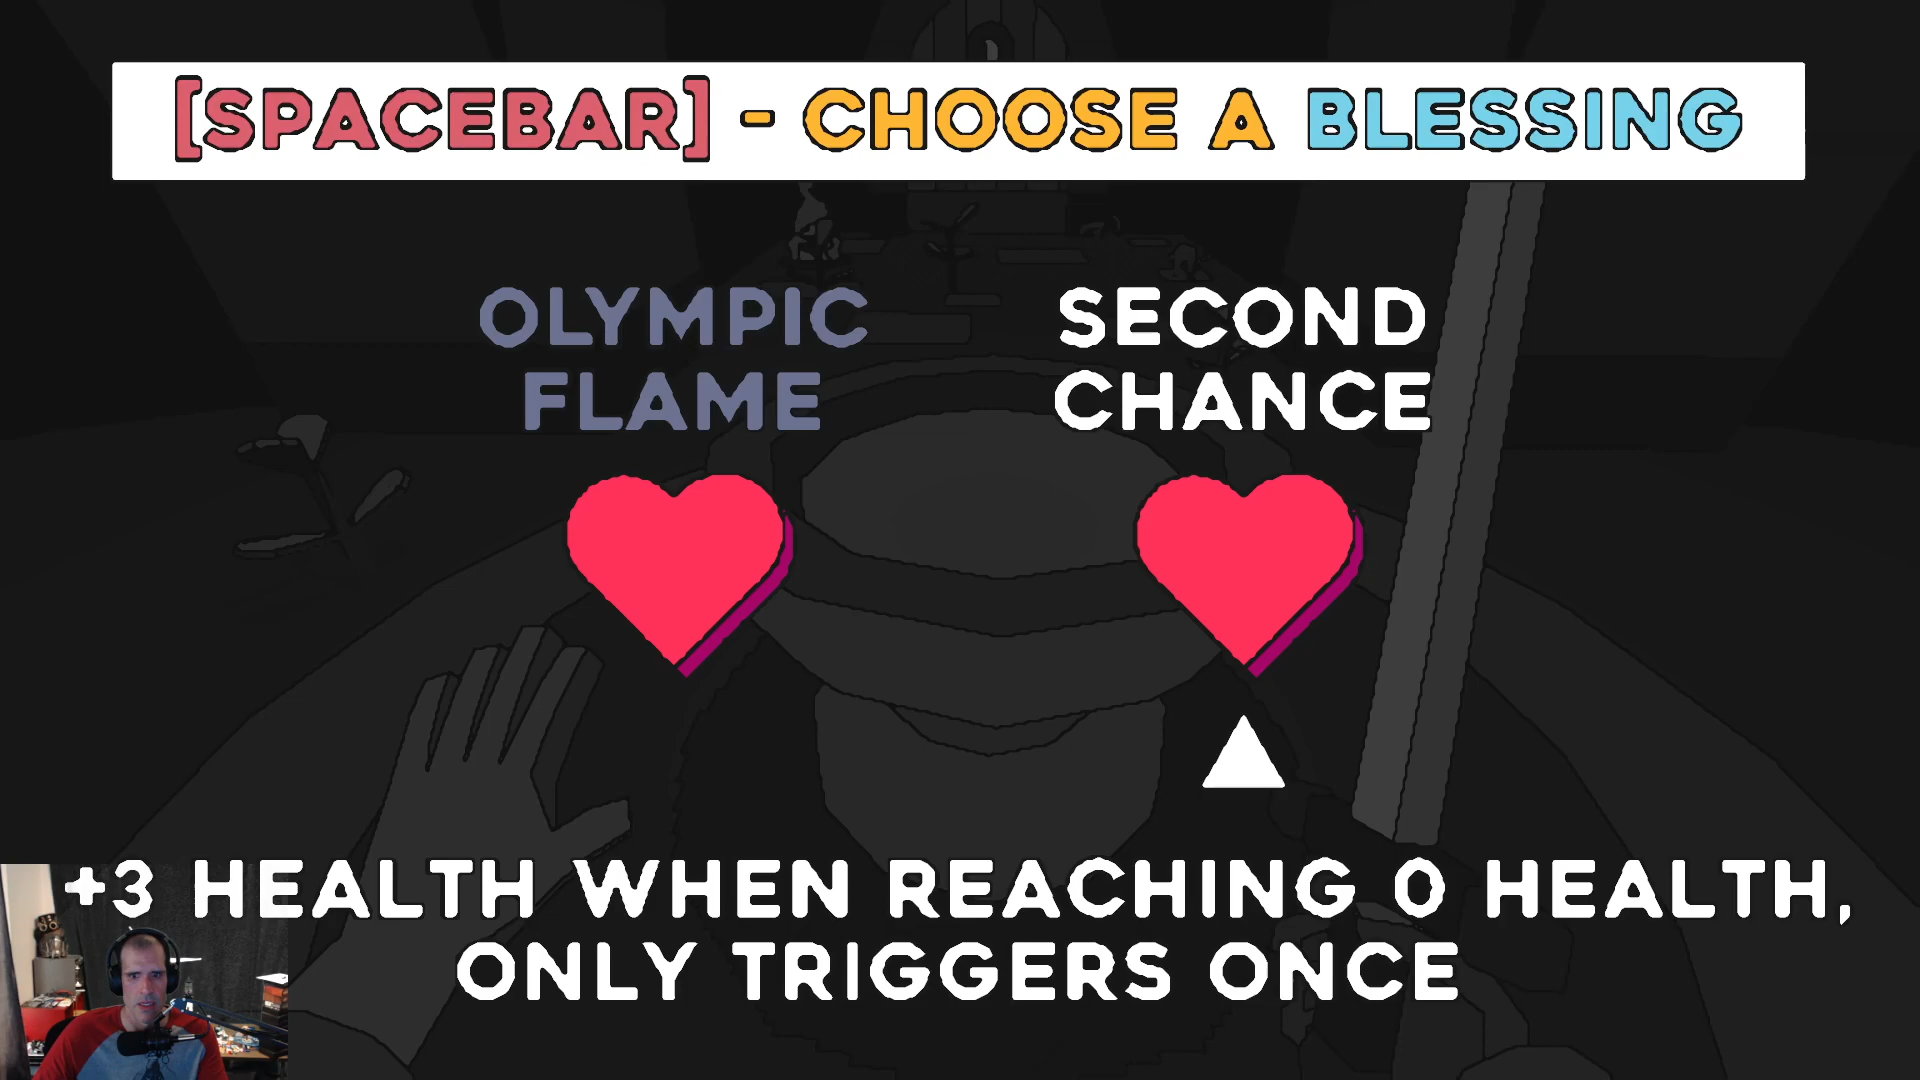 [SPACEBAR] - CHOOSE A BLESSING
OLYMPIC
FLAME
SECOND
CHANCE
+3 HEALTH WHEN REACHING 0 HEALTH,
ONLY TRIGGERS ONCE